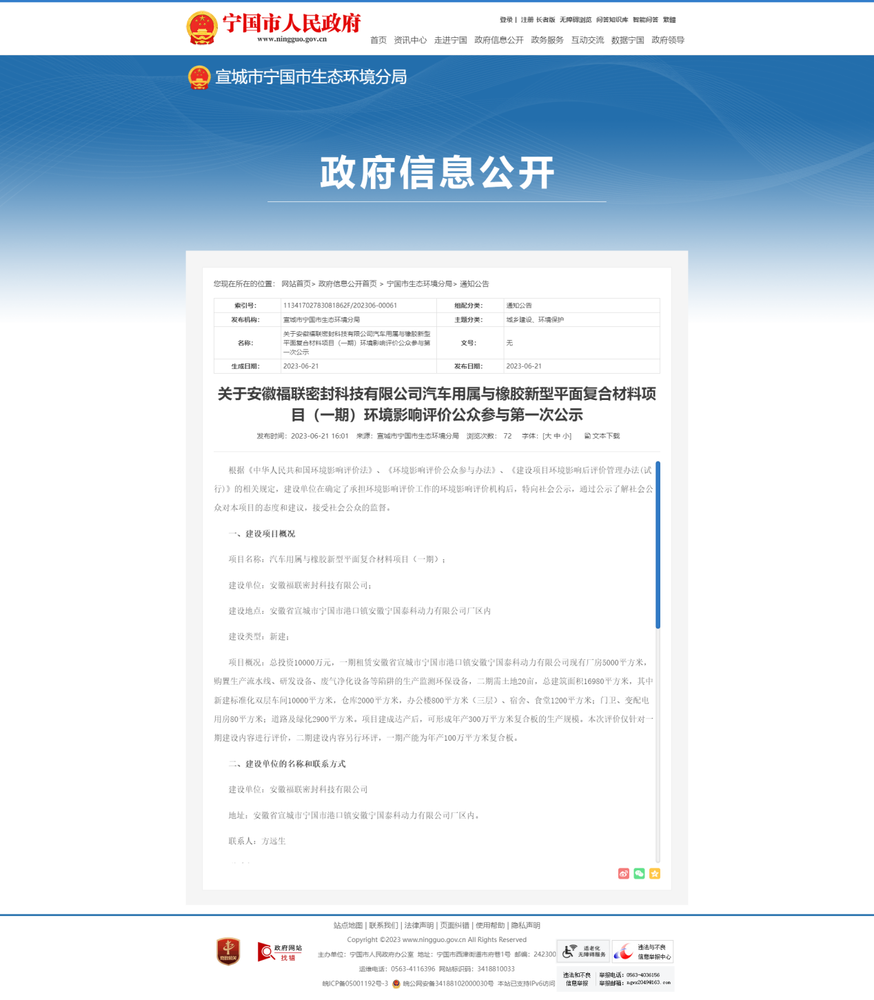 宁国市人民政府
www.ningguo.gov.cn
登录 | 注册 长者版 无障碍浏览 问答知识库 智能问答 繁體
首页 资讯中心 走进宁国 政府信息公开 政务服务 互动交流 数据宁国 政府领导
宣城市宁国市生态环境分局
政府信息公开
您现在所在的位置： 网站首页> 政府信息公开首页 > 宁国市生态环境分局> 通知公告
索引号： 11341702783081862F/202306-00061 组配分类： 通知公告
发布机构： 宣城市宁国市生态环境分局 主题分类： 城乡建设、环境保护
名称： 关于安徽福联密封科技有限公司汽车用属与橡胶新型平面复合材料项目（一期）环境影响评价公众参与第一次公示 文号： 无
生成日期： 2023-06-21 发布日期： 2023-06-21
关于安徽福联密封科技有限公司汽车用属与橡胶新型平面复合材料项
目（一期）环境影响评价公众参与第一次公示
发布时间：2023-06-21 16:01 来源：宣城市宁国市生态环境分局 浏览次数： 72 字体：[大 中 小] 文本下载
根据《中华人民共和国环境影响评价法》、《环境影响评价公众参与办法》、《建设项目环境影响后评价管理办法(试
行)》的相关规定，建设单位在确定了承担环境影响评价工作的环境影响评价机构后，特向社会公示，通过公示了解社会公
众对本项目的态度和建议，接受社会公众的监督。
一、建设项目概况
项目名称：汽车用属与橡胶新型平面复合材料项目（一期）；
建设单位：安徽福联密封科技有限公司；
建设地点：安徽省宣城市宁国市港口镇安徽宁国泰科动力有限公司厂区内
建设类型：新建；
项目概况：总投资10000万元，一期租赁安徽省宣城市宁国市港口镇安徽宁国泰科动力有限公司现有厂房5000平方米，
购置生产流水线、研发设备、废气净化设备等陷阱的生产监测环保设备，二期需土地20亩，总建筑面积16980平方米，其中
新建标准化双层车间10000平方米，仓库2000平方米，办公楼800平方米（三层）、宿舍、食堂1200平方米；门卫、变配电
用房80平方米；道路及绿化2900平方米。项目建成达产后，可形成年产300万平方米复合板的生产规模。本次评价仅针对一
期建设内容进行评价，二期建设内容另行环评，一期产能为年产100万平方米复合板。
二、建设单位的名称和联系方式
建设单位：安徽福联密封科技有限公司
地址：安徽省宣城市宁国市港口镇安徽宁国泰科动力有限公司厂区内。
联系人：方远生
站点地图 | 联系我们 | 法律声明 | 页面纠错 | 使用帮助 | 隐私声明
Copyright ©2023 www.ningguo.gov.cn All Rights Reserved
主办单位：宁国市人民政府办公室 地址：宁国市西津街道市府巷1号 邮编：242300
运维电话：0563-4116396 网站标识码：3418810033
皖ICP备05001192号-3 皖公网安备34188102000030号 本站已支持IPv6访问
党政机关
政府网站
找错
适老化
无障碍服务
违法与不良
信息举报中心
违法和不良
信息举报
举报电话：0563-4036156
举报邮箱：ngwx2049@163.com